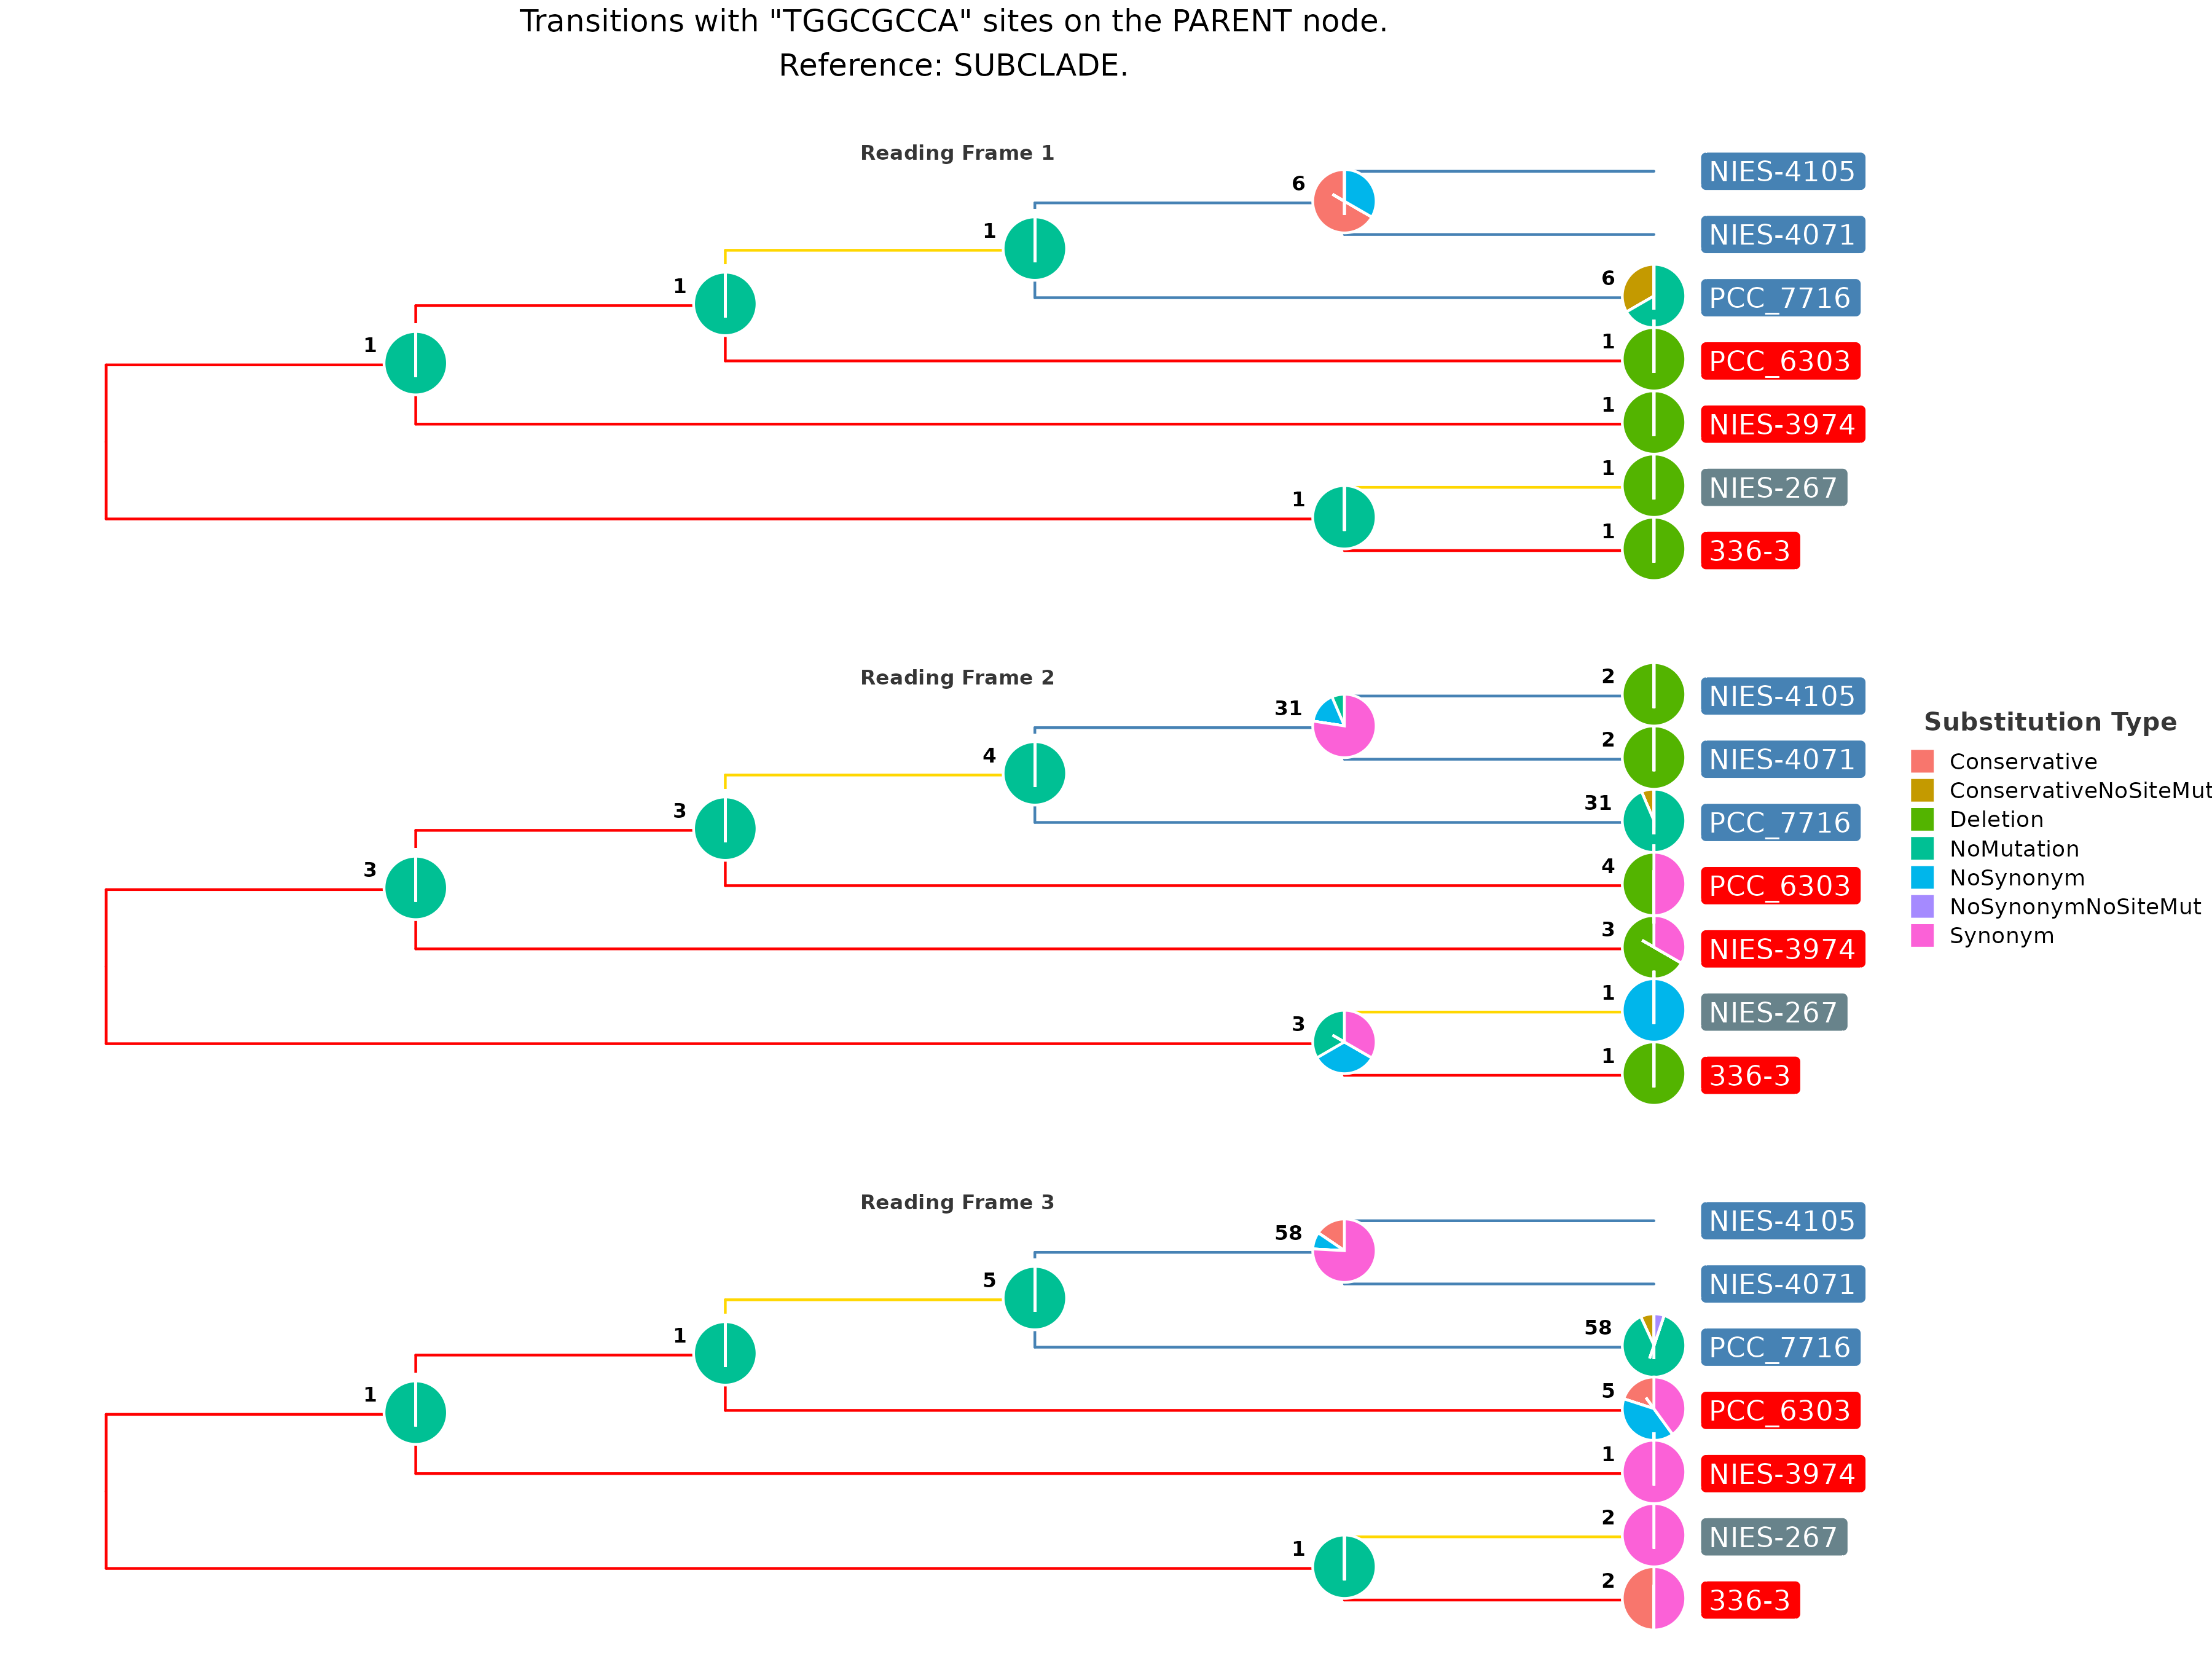 Transitions with "TGGCGCCA" sites on the PARENT node.
Reference: SUBCLADE.
Reading Frame 1
NIES-4105
6
NIES-4071
1
6
PCC_7716
1
1
PCC_6303
1
1
NIES-3974
1
NIES-267
1
1
336-3
Reading Frame 2
2
NIES-4105
31
2
NIES-4071
4
31
PCC_7716
3
4
PCC_6303
3
3
NIES-3974
1
NIES-267
3
1
336-3
Substitution Type
Conservative
ConservativeNoSiteMut
Deletion
NoMutation
NoSynonym
NoSynonymNoSiteMut
Synonym
Reading Frame 3
NIES-4105
58
NIES-4071
5
58
PCC_7716
1
5
PCC_6303
1
1
NIES-3974
2
NIES-267
1
2
336-3